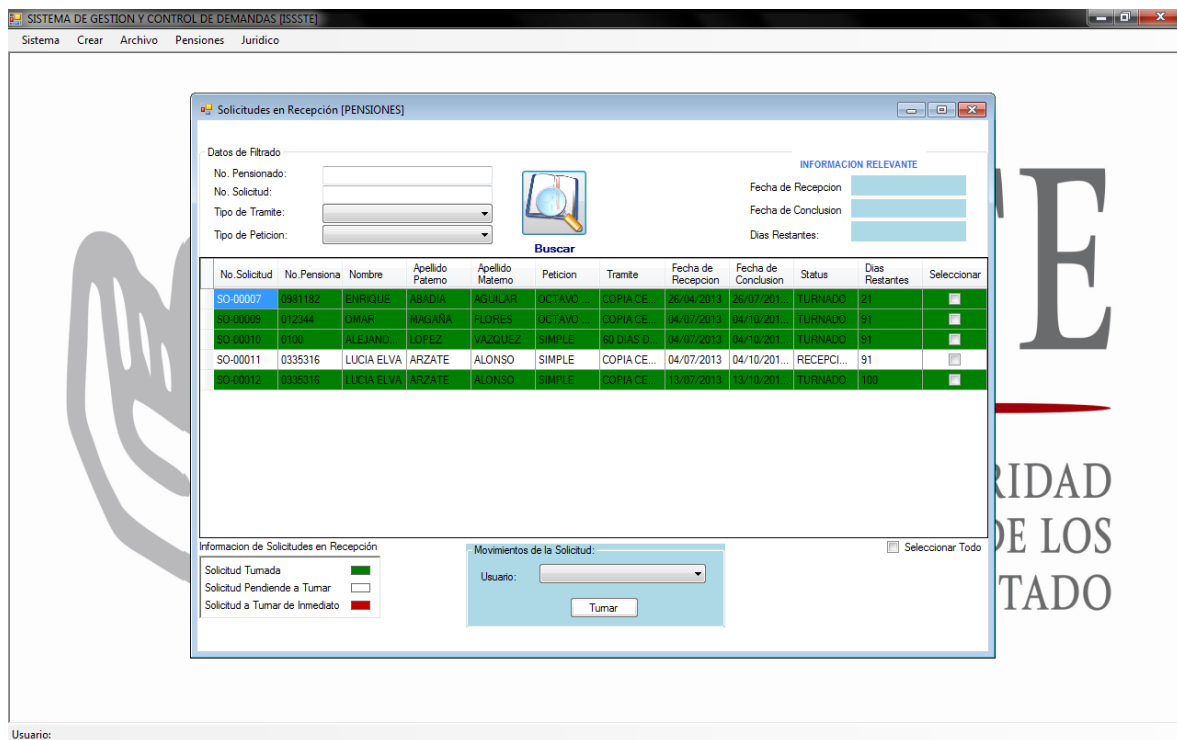 SISTEMA DE GESTION Y CONTROL DE DEMANDAS [ISSSTE]
Sistema Crear Archivo Pensiones Juridico
Solicitudes en Recepción [PENSIONES]
Datos de Filtrado
INFORMACION RELEVANTE
No. Pensionado:
No. Solicitud:
Tipo de Tramite:
Tipo de Peticion:
Buscar
Fecha de Recepcion
Fecha de Conclusion
Dias Restantes:
No.Solicitud No.Pensiona Nombre Apellido Paterno Apellido Materno Peticion Tramite Fecha de Recepcion Fecha de Conclusion Status Dias Restantes Seleccionar
SO-00007 0981182 ENRIQUE ABADIA AGUILAR OCTAVO ... COPIA CE... 26/04/2013 26/07/201... TURNADO 21
SO-00009 012344 OMAR MAGAÑA FLORES OCTAVO ... COPIA CE... 04/07/2013 04/10/201... TURNADO 91
SO-00010 0100 ALEJAND... LOPEZ VAZQUEZ SIMPLE 60 DIAS D... 04/07/2013 04/10/201... TURNADO 91
SO-00011 0335316 LUCIA ELVA ARZATE ALONSO SIMPLE COPIA CE... 04/07/2013 04/10/201... RECEPCI... 91
SO-00012 0335316 LUCIA ELVA ARZATE ALONSO SIMPLE COPIA CE... 13/07/2013 13/10/201... TURNADO 100
Informacion de Solicitudes en Recepción
Solicitud Turnada
Solicitud Pendiende a Turnar
Solicitud a Turnar de Inmediato
Movimientos de la Solicitud:
Usuario:
Turnar
Seleccionar Todo
TE
RIDAD
DE LOS
TADO
Usuario: